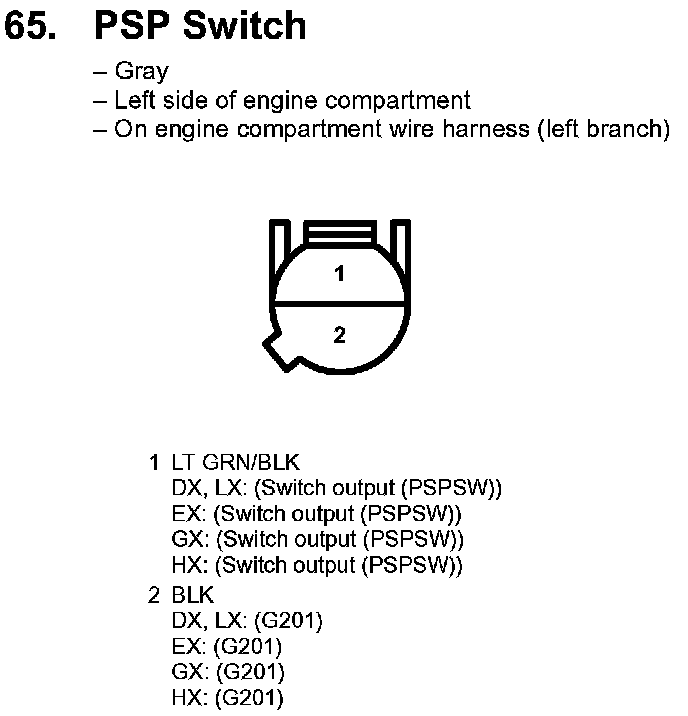 65. PSP Switch
– Gray
– Left side of engine compartment
– On engine compartment wire harness (left branch)
1
2
1 LT GRN/BLK
DX, LX: (Switch output (PSPSW))
EX: (Switch output (PSPSW))
GX: (Switch output (PSPSW))
HX: (Switch output (PSPSW))
2 BLK
DX, LX: (G201)
EX: (G201)
GX: (G201)
HX: (G201)